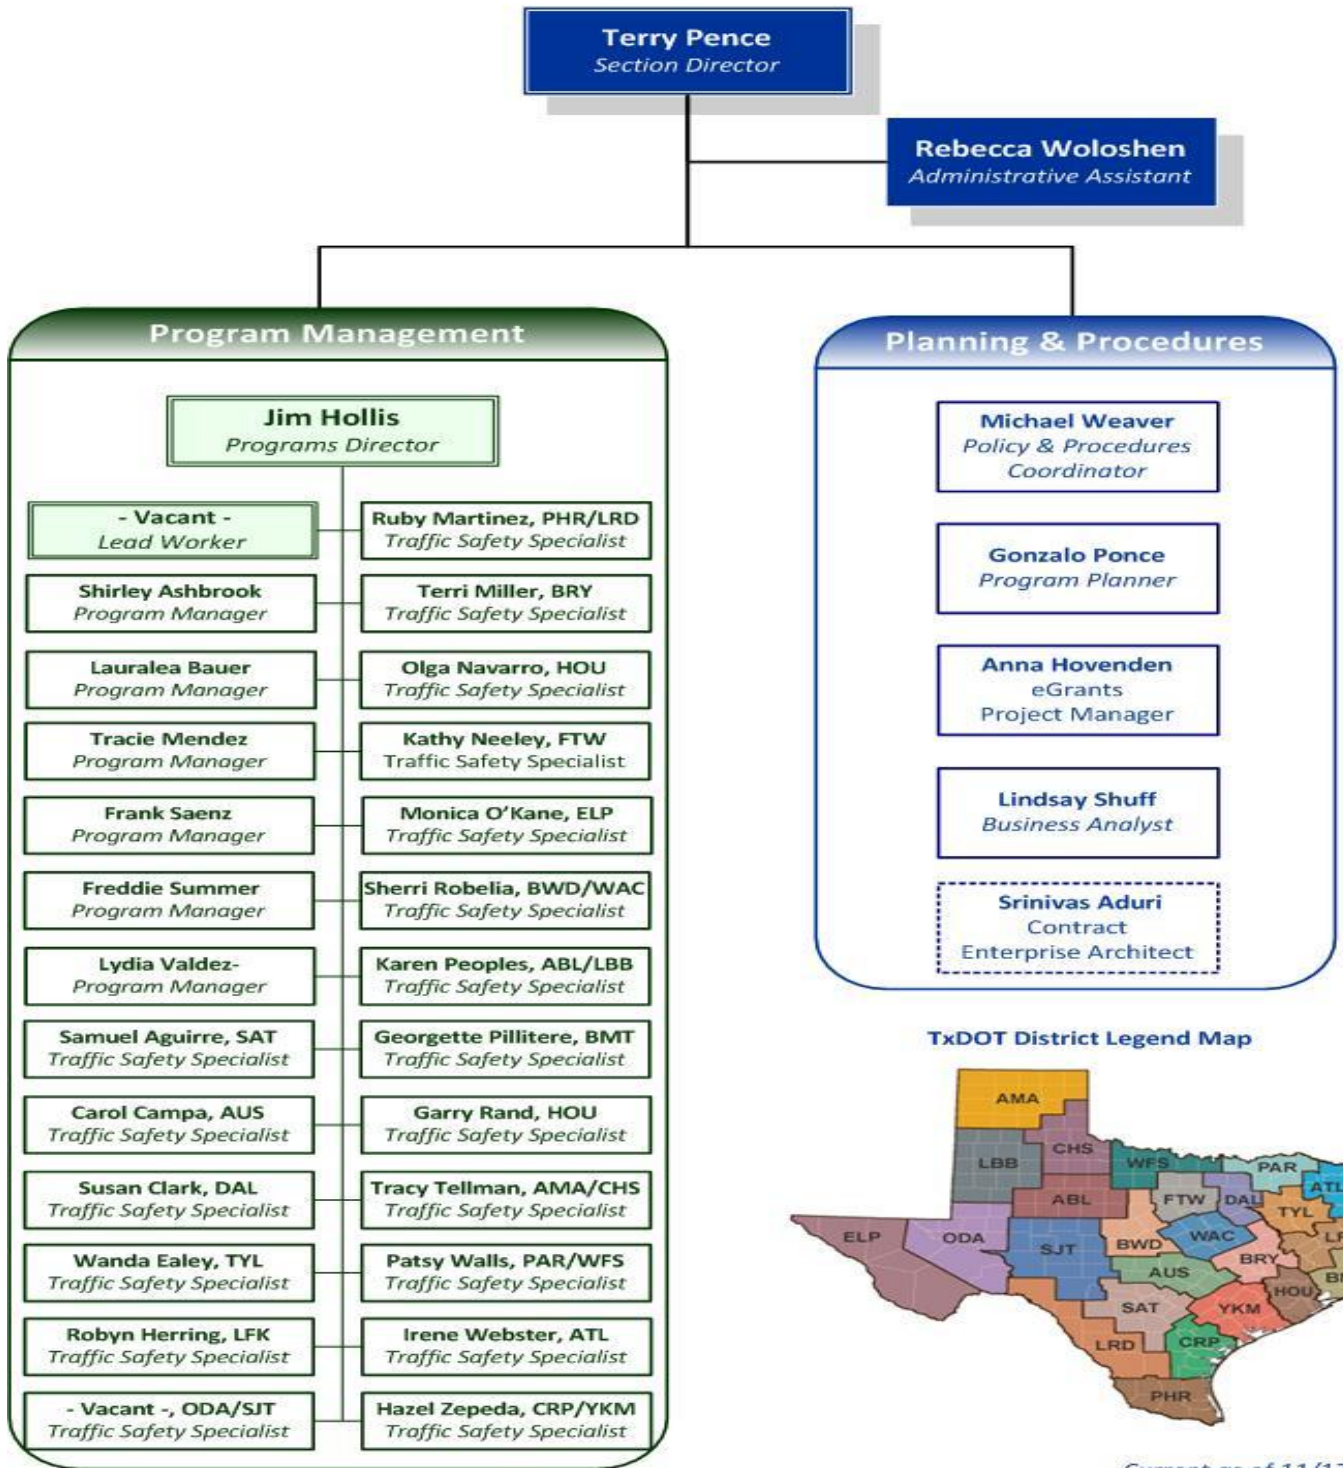 Terry Pence
Section Director
Rebecca Woloshen
Administrative Assistant
Program Management
Jim Hollis
Programs Director
- Vacant -
Lead Worker
Shirley Ashbrook
Program Manager
Lauralea Bauer
Program Manager
Tracie Mendez
Program Manager
Frank Saenz
Program Manager
Freddie Summer
Program Manager
Lydia Valdez-
Program Manager
Samuel Aguirre, SAT
Traffic Safety Specialist
Carol Campa, AUS
Traffic Safety Specialist
Susan Clark, DAL
Traffic Safety Specialist
Wanda Ealey, TYL
Traffic Safety Specialist
Robyn Herring, LFK
Traffic Safety Specialist
- Vacant -, ODA/SJT
Traffic Safety Specialist
Ruby Martinez, PHR/LRD
Traffic Safety Specialist
Terri Miller, BRY
Traffic Safety Specialist
Olga Navarro, HOU
Traffic Safety Specialist
Kathy Neeley, FTW
Traffic Safety Specialist
Monica O’Kane, ELP
Traffic Safety Specialist
Sherri Robelia, BWD/WAC
Traffic Safety Specialist
Karen Peoples, ABL/LBB
Traffic Safety Specialist
Georgette Pillitere, BMT
Traffic Safety Specialist
Garry Rand, HOU
Traffic Safety Specialist
Tracy Tellman, AMA/CHS
Traffic Safety Specialist
Patsy Walls, PAR/WFS
Traffic Safety Specialist
Irene Webster, ATL
Traffic Safety Specialist
Hazel Zepeda, CRP/YKM
Traffic Safety Specialist
Planning & Procedures
Michael Weaver
Policy & Procedures
Coordinator
Gonzalo Ponce
Program Planner
Anna Hovenden
eGrants
Project Manager
Lindsay Shuff
Business Analyst
Srinivas Aduri
Contract
Enterprise Architect
TxDOT District Legend Map
AMA
LBB
CHS
WFS
PAR
ATL
ABL
FTW
DAL
TYL
ELP
ODA
SJT
BWD
WAC
BRY
AUS
HOU
SAT
YKM
LRD
CRP
PHR
Current as of